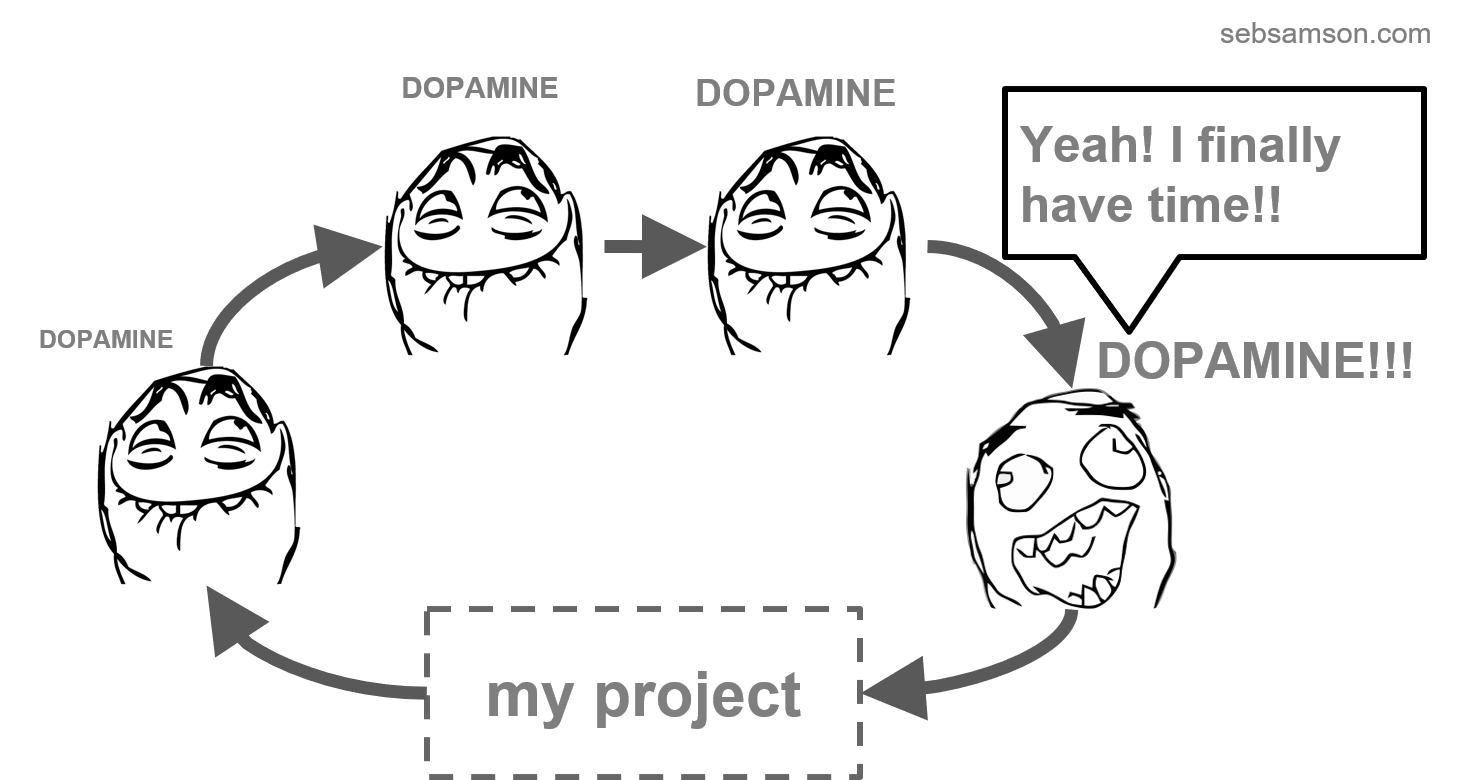 sebsamson.com
DOPAMINE
DOPAMINE
Yeah! I finally
have time!!
DOPAMINE
DOPAMINE!!!
my project